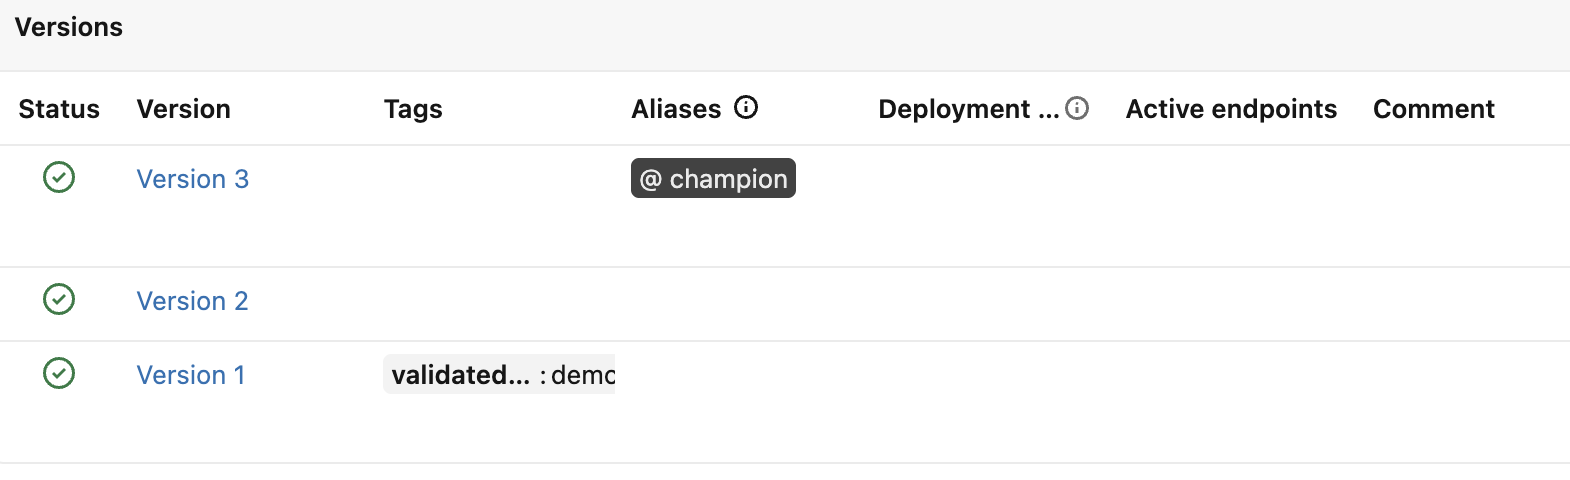 Versions
Status Version Tags Aliases Deployment ... Active endpoints Comment
Version 3 @ champion
Version 2
Version 1 validated... : demo